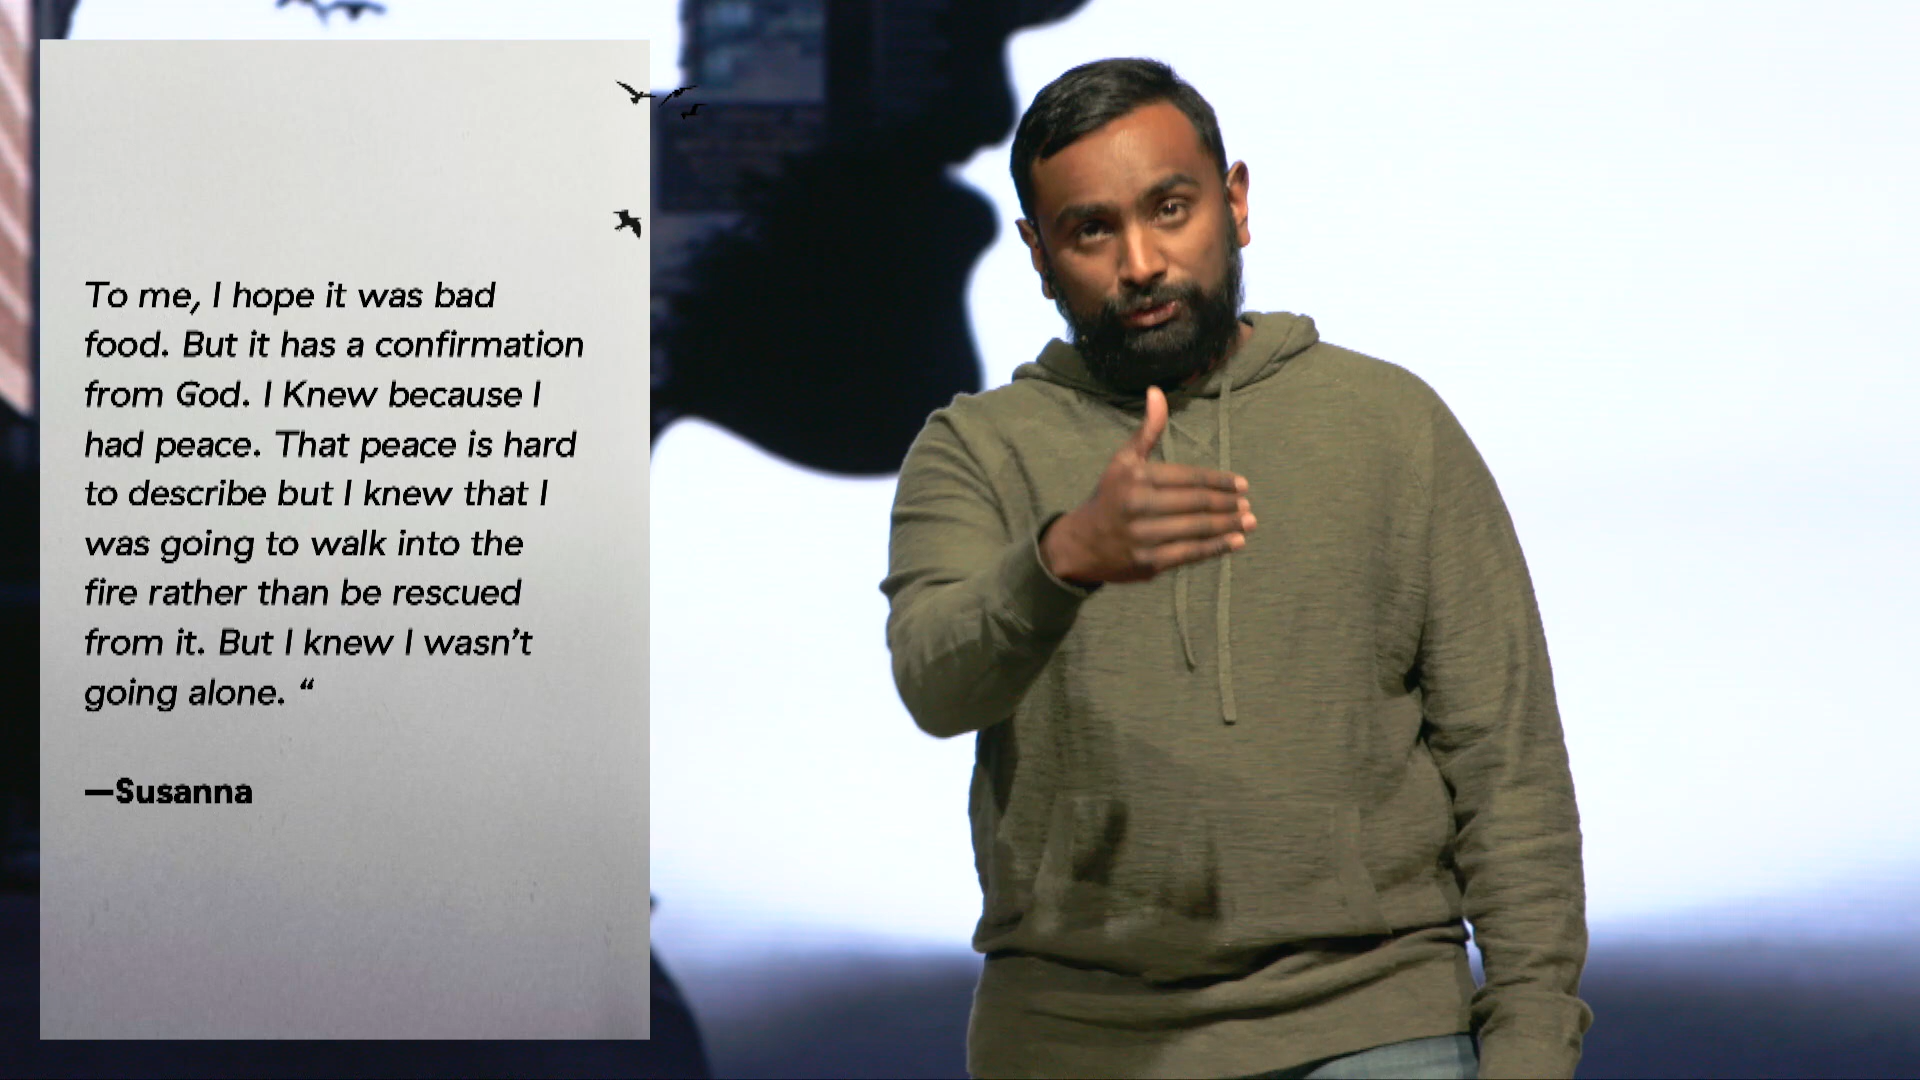 To me, I hope it was bad
food. But it has a confirmation
from God. I Knew because I
had peace. That peace is hard
to describe but I knew that I
was going to walk into the
fire rather than be rescued
from it. But I knew I wasn’t
going alone. “
—Susanna